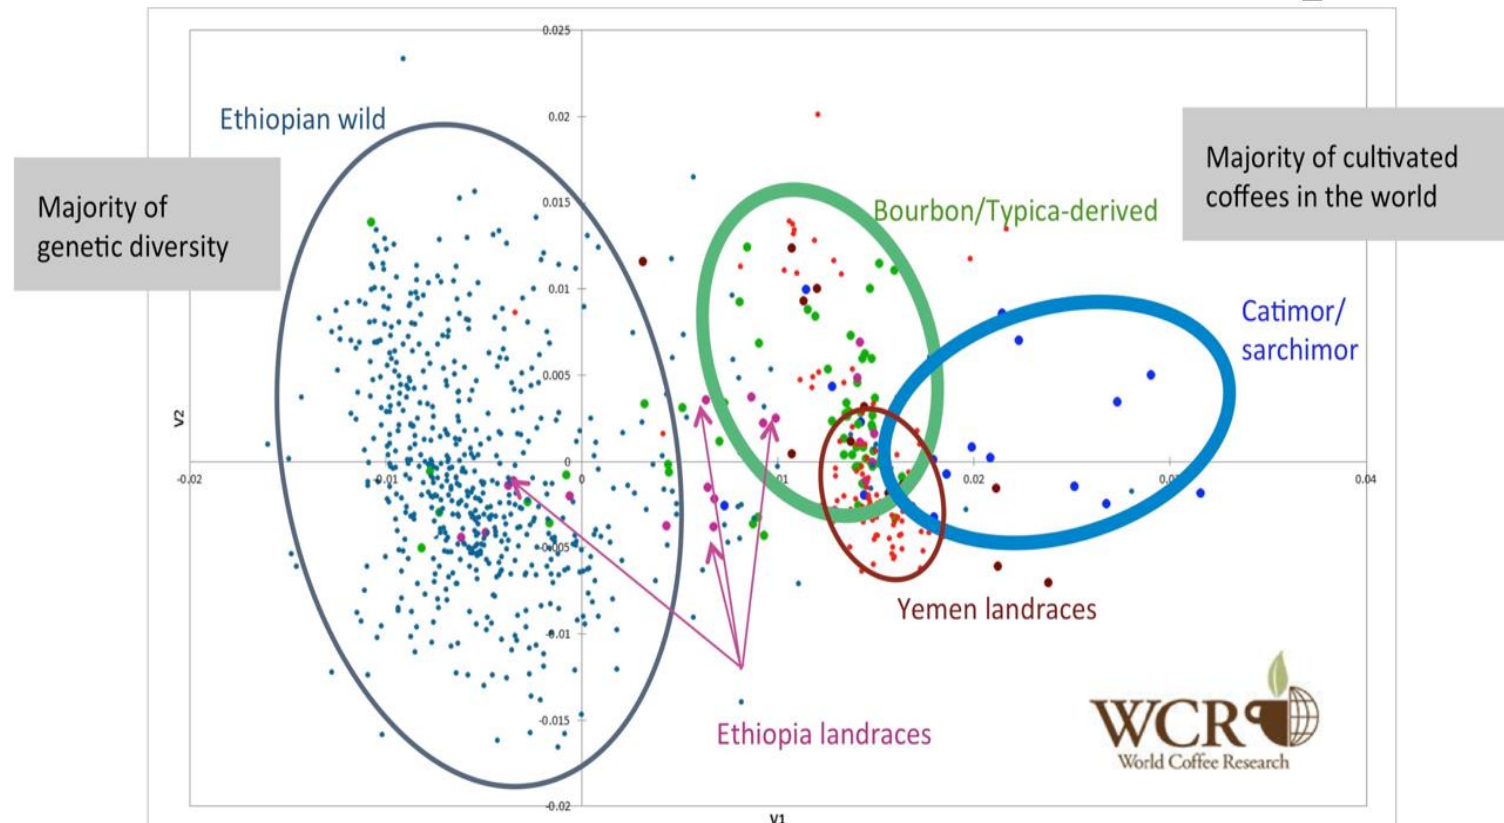 0.025
Ethiopian wild
0.02
Majority of cultivated
coffees in the world
Majority of
genetic diversity
0.015
Bourbon/Typica-derived
0.01
Catimor/
sarchimor
0.005
V2
0
-0.02
0.01
0.02
0.04
-0.005
Yemen landraces
-0.01
-0.015
Ethiopia landraces
WCR
World Coffee Research
-0.02
V1